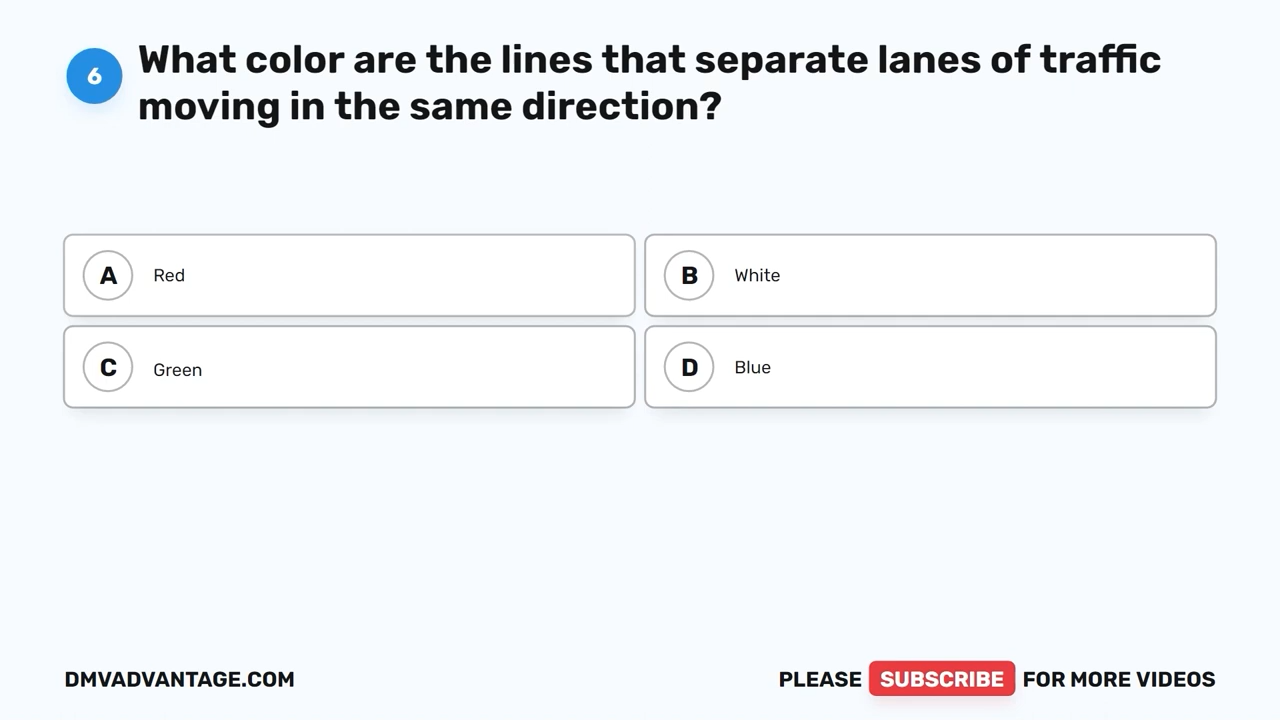 6
What color are the lines that separate lanes of traffic
moving in the same direction?
A Red
B White
C Green
D Blue
DMVADVANTAGE.COM
PLEASE SUBSCRIBE FOR MORE VIDEOS